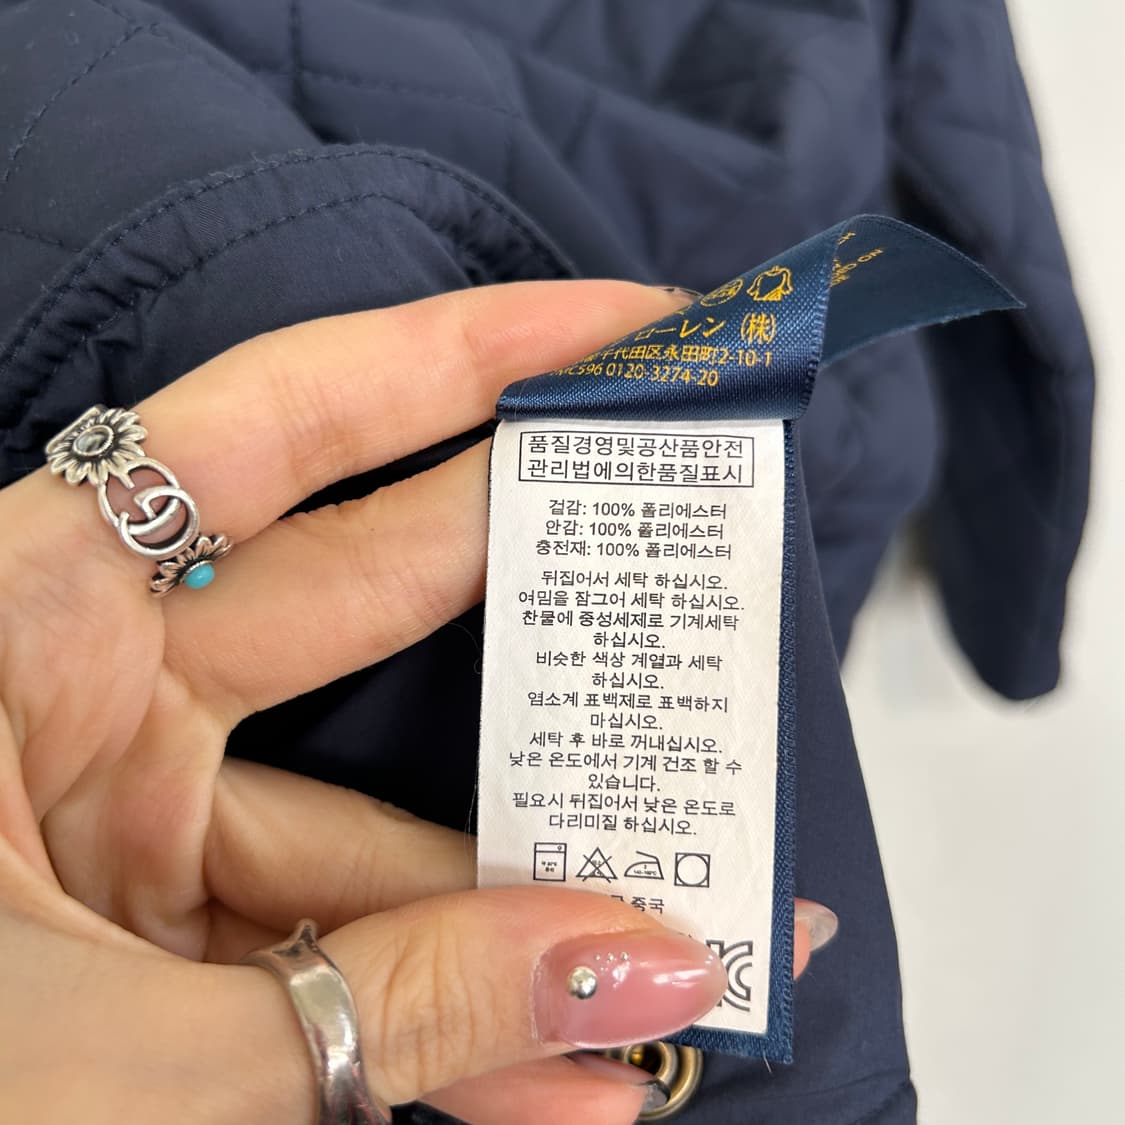 NO
ローレン (株)
千代田区永田町2-10-1
0120-3274-20
품질경영및공산품안전
관리법에의한품질표시
겉감: 100% 폴리에스터
안감: 100% 폴리에스터
충전재: 100% 폴리에스터
뒤집어서 세탁 하십시오.
여밈을 잠그어 세탁 하십시오.
찬물에 중성세제로 기계세탁
하십시오.
비슷한 색상 계열과 세탁
하십시오.
염소계 표백제로 표백하지
마십시오.
세탁 후 바로 꺼내십시오.
낮은 온도에서 기계 건조 할 수
있습니다.
필요시 뒤집어서 낮은 온도로
다리미질 하십시오.
중국